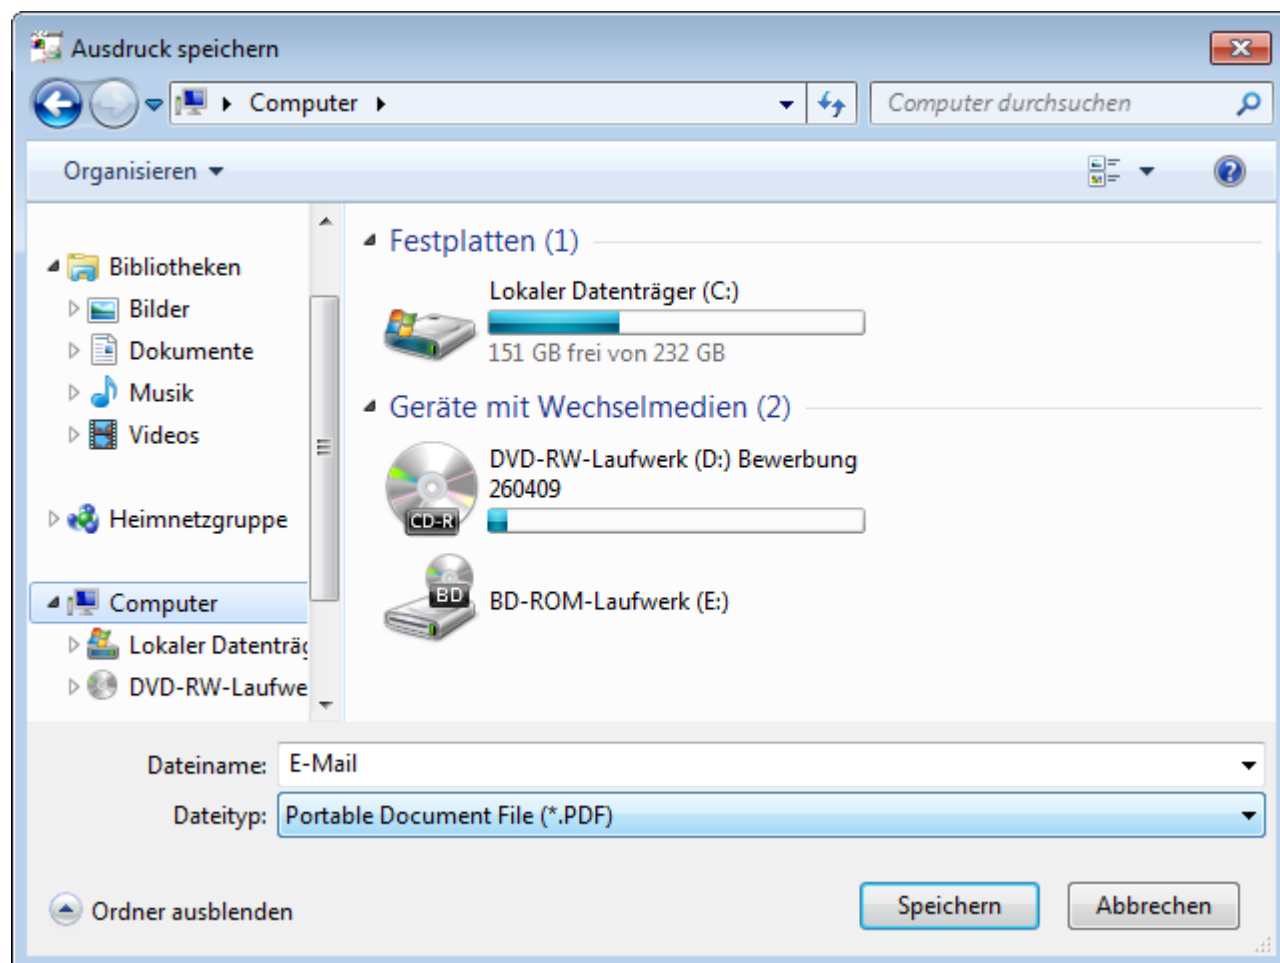 Ausdruck speichern
Computer
Computer durchsuchen
Organisieren
Bibliotheken
Bilder
Dokumente
Musik
Videos
Heimnetzgruppe
Computer
Lokaler Datenträg
DVD-RW-Laufwe
Festplatten (1)
Lokaler Datenträger (C:)
151 GB frei von 232 GB
Geräte mit Wechselmedien (2)
DVD-RW-Laufwerk (D:) Bewerbung
260409
CD-R
BD
BD-ROM-Laufwerk (E:)
Dateiname: E-Mail
Dateityp: Portable Document File (*.PDF)
Ordner ausblenden
Speichern
Abbrechen